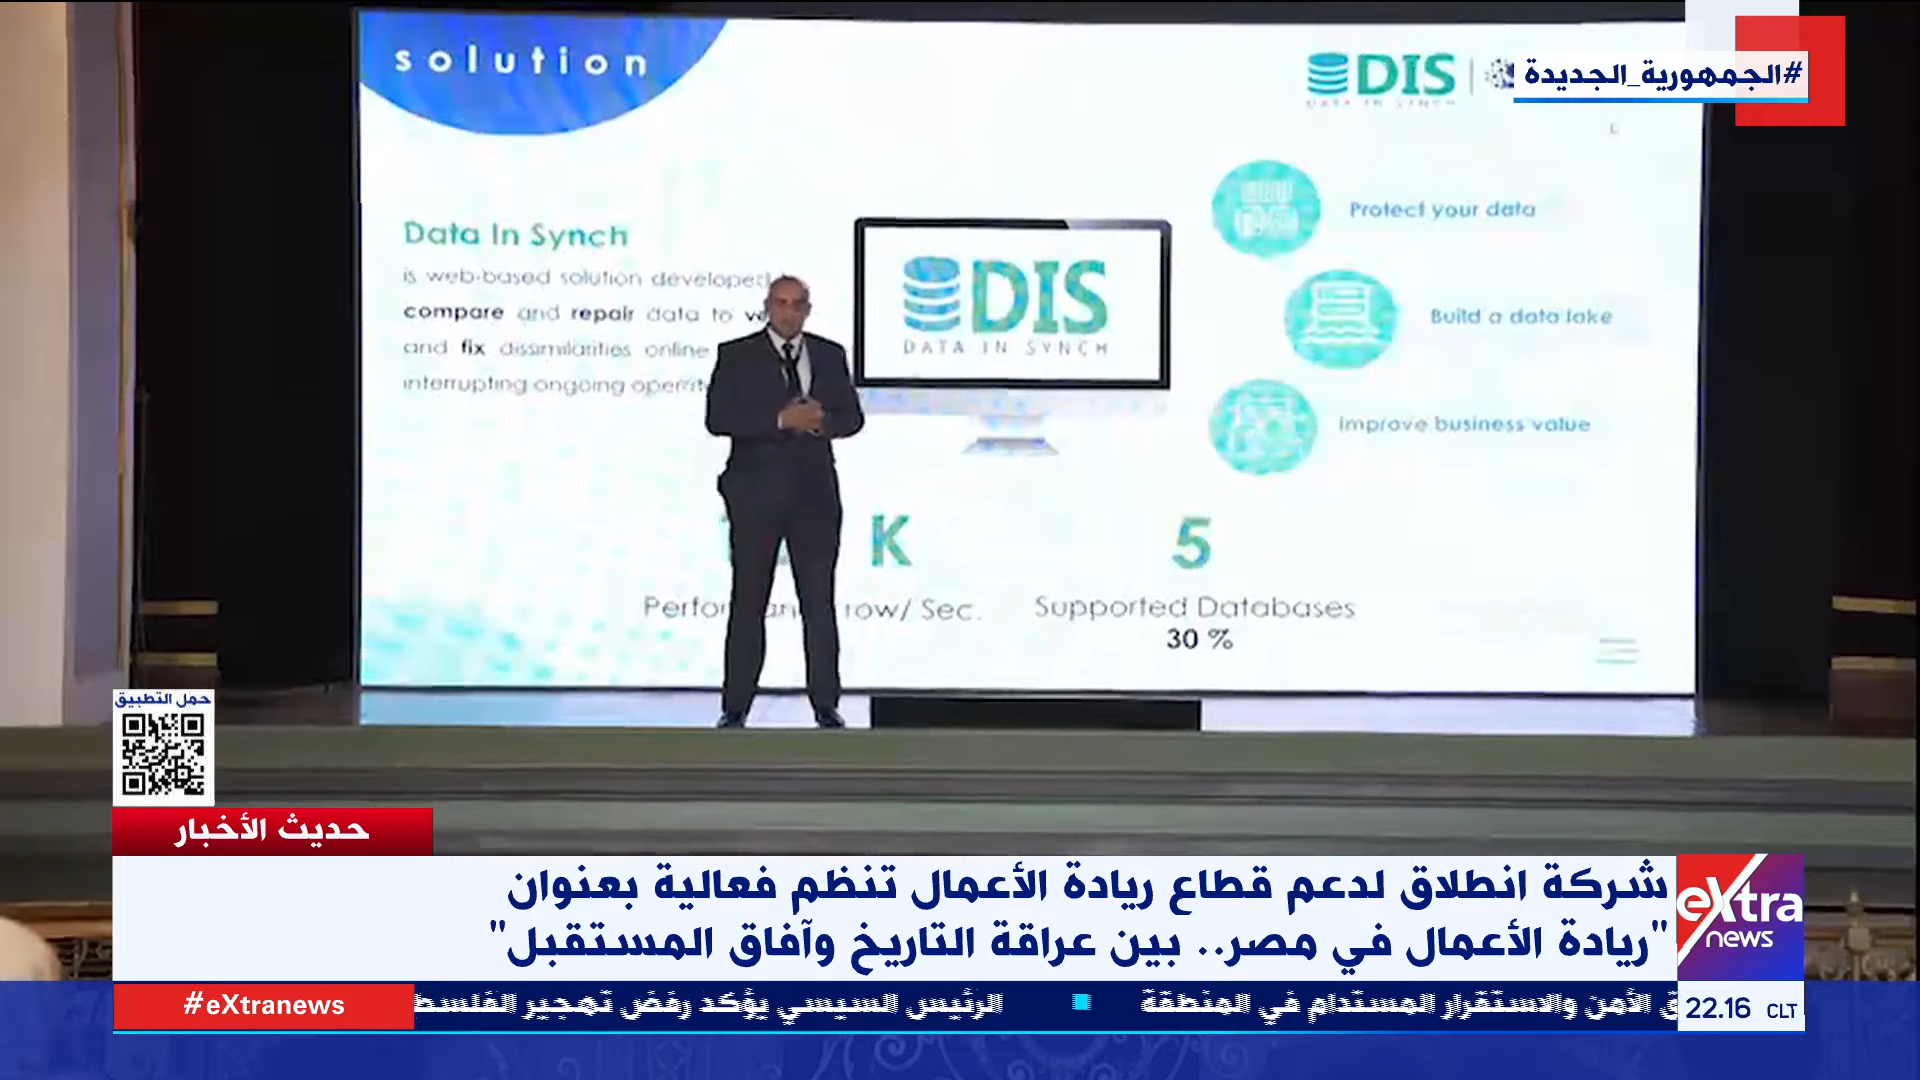 solution
DIS
DATA IN SYNCH
#الجمهورية_الجديدة
Data In Synch
is web-based solution developed
compare and repair data to
and fix dissimilarities online
interrupting ongoing
DIS
DATA IN SYNCH
Protect your data
Build a data lake
Improve business value
K
row/ Sec.
5
Supported Databases
30 %
حمل التطبيق
حديث الأخبار
شركة انطلاق لدعم قطاع ريادة الأعمال تنظم فعالية بعنوان
"ريادة الأعمال في مصر.. بين عراقة التاريخ وآفاق المستقبل"
eXtra
news
#eXtranews
الأمن والاستقرار المستدام في المنطقة
الرئيس السيسي يؤكد رفض تهجير
22.16 CLT